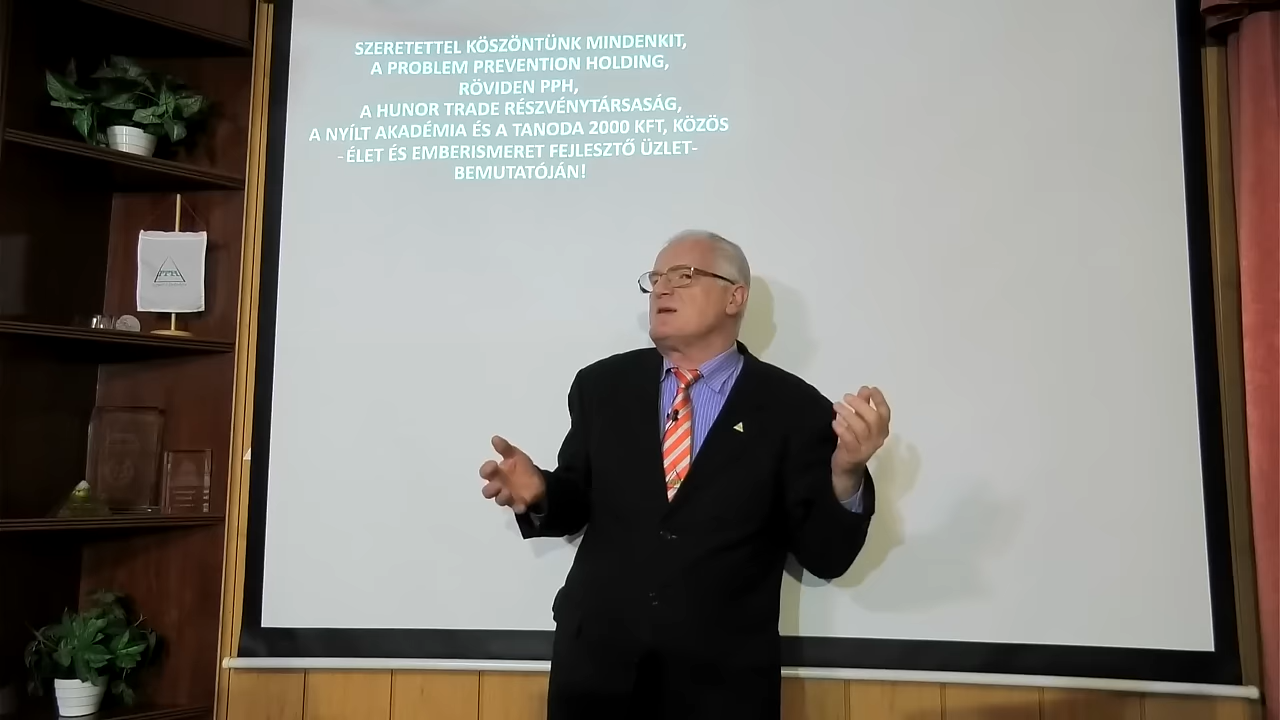 SZERETETTEL KÖSZÖNTÜNK MINDENKIT,
A PROBLEM PREVENTION HOLDING,
RÖVIDEN PPH,
A HUNOR TRADE RÉSZVÉNYTÁRSASÁG,
A NYÍLT AKADÉMIA ÉS A TANODA 2000 KFT, KÖZÖS
- ÉLET ÉS EMBERISMERET FEJLESZTŐ ÜZLET-
BEMUTATÓJÁN!